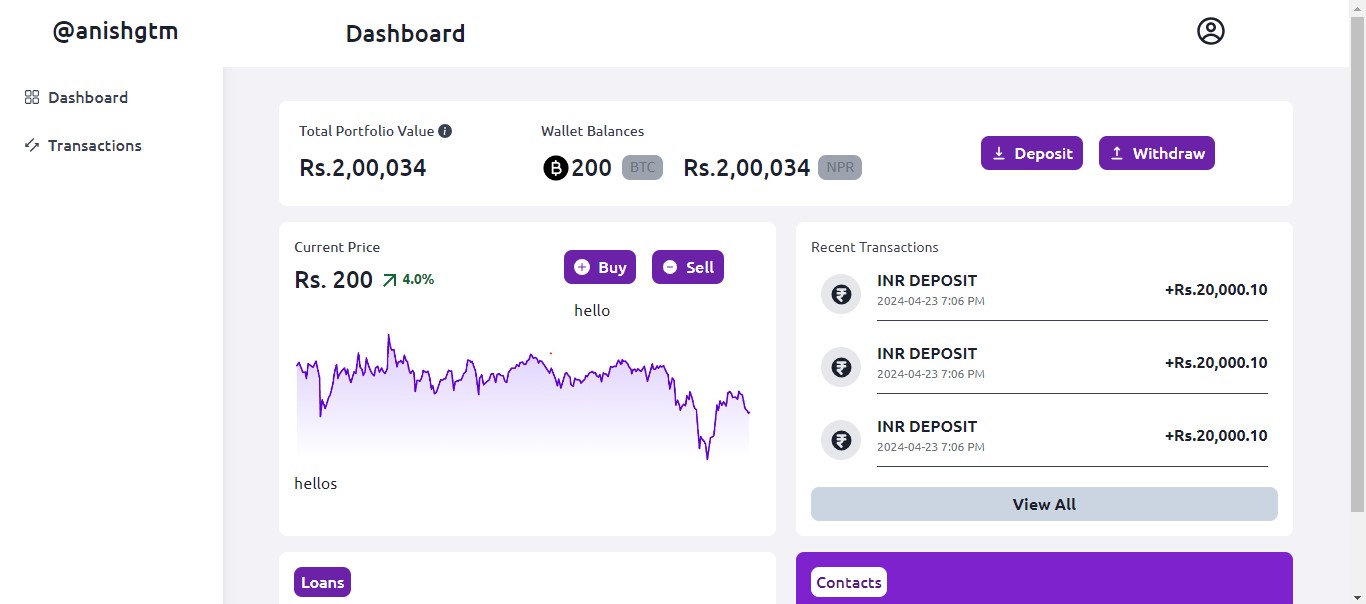 @anishgtm
Dashboard
Dashboard
Transactions
Total Portfolio Value
Rs.2,00,034
Wallet Balances
200 BTC
Rs.2,00,034 NPR
Deposit
Withdraw
Current Price
Rs. 200 4.0%
Buy
Sell
hello
hellos
Recent Transactions
INR DEPOSIT
2024-04-23 7:06 PM
+Rs.20,000.10
INR DEPOSIT
2024-04-23 7:06 PM
+Rs.20,000.10
INR DEPOSIT
2024-04-23 7:06 PM
+Rs.20,000.10
View All
Loans
Contacts